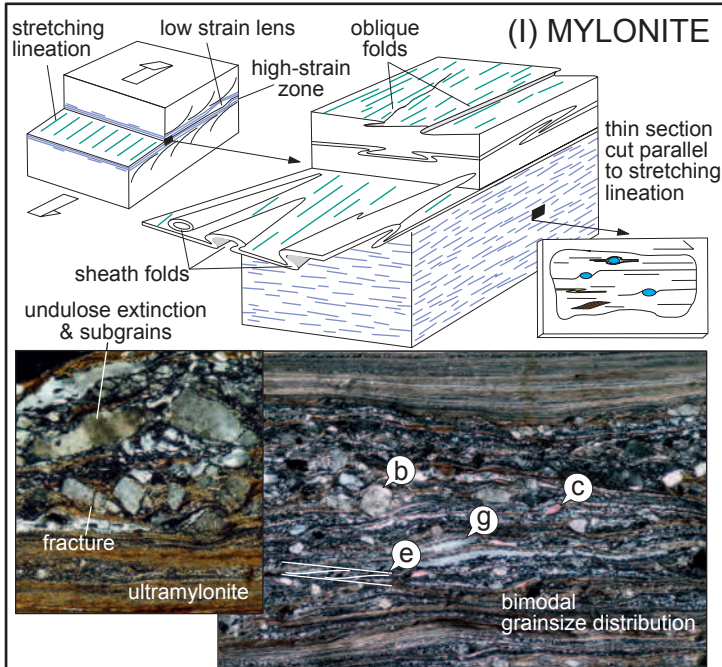 (I) MYLONITE
stretching
lineation
low strain lens
high-strain
zone
oblique
folds
thin section
cut parallel
to stretching
lineation
sheath folds
undulose extinction
& subgrains
fracture
ultramylonite
b
c
g
e
bimodal
grainsize distribution